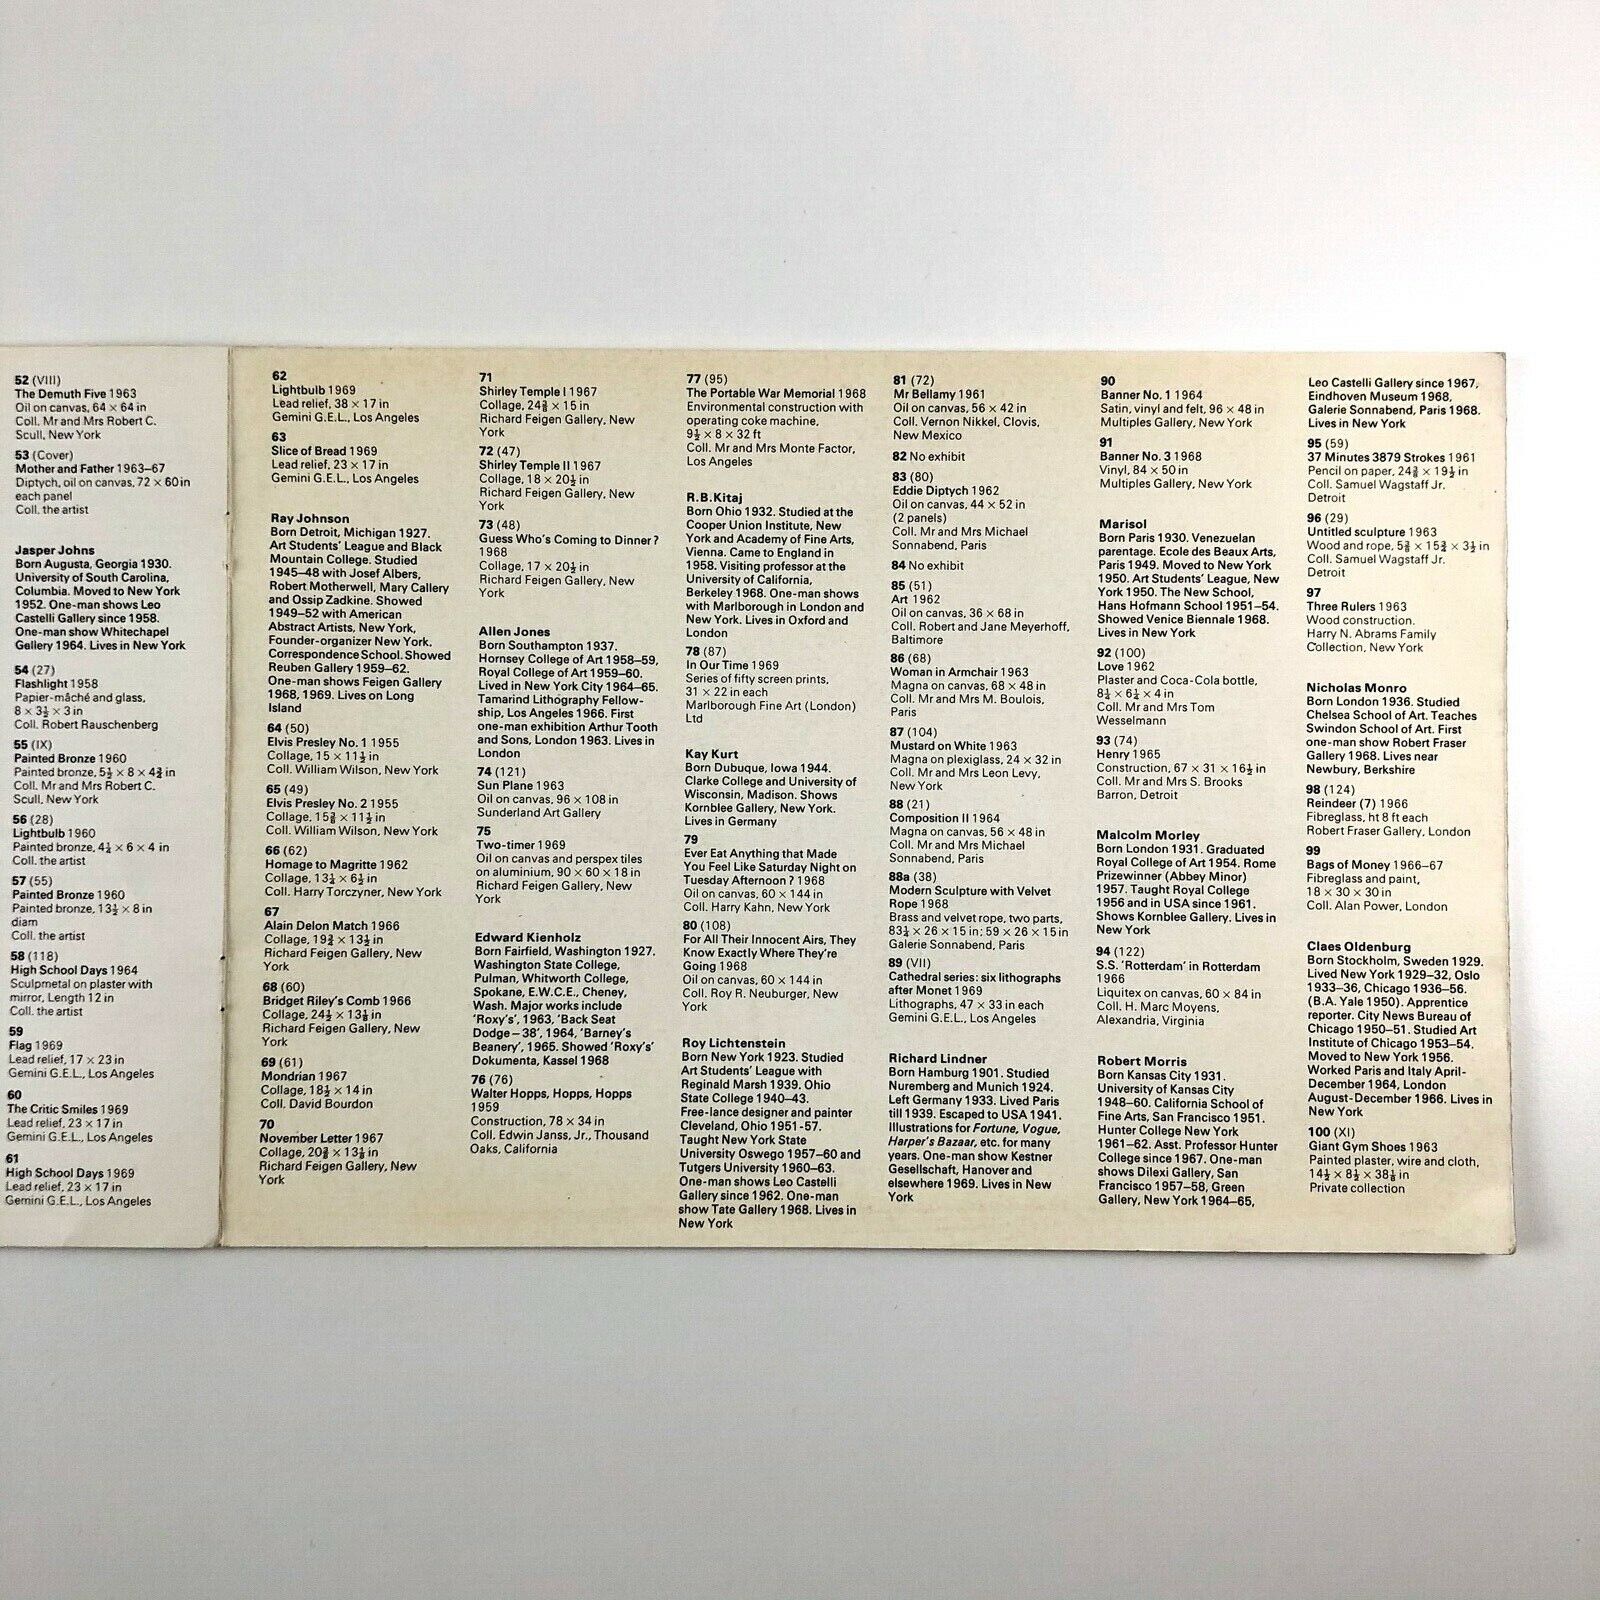 52 (VIII)
The Demuth Five 1963
Oil on canvas, 64 × 64 in
Coll. Mr and Mrs Robert C.
Scull, New York
53 (Cover)
Mother and Father 1963–67
Diptych, oil on canvas, 72 × 60 in
each panel
Coll. the artist
Jasper Johns
Born Augusta, Georgia 1930.
University of South Carolina,
Columbia. Moved to New York
1952. One-man shows Leo
Castelli Gallery since 1958.
One-man show Whitechapel
Gallery 1964. Lives in New York
54 (27)
Flashlight 1958
Papier-mâché and glass,
8 × 3½ × 3 in
Coll. Robert Rauschenberg
55 (IX)
Painted Bronze 1960
Painted bronze, 5½ × 8 × 4¾ in
Coll. Mr and Mrs Robert C.
Scull, New York
56 (28)
Lightbulb 1960
Painted bronze, 4¼ × 6 × 4 in
Coll. the artist
57 (55)
Painted Bronze 1960
Painted bronze, 13½ × 8 in
diam
Coll. the artist
58 (118)
High School Days 1964
Sculpmetal on plaster with
mirror, Length 12 in
Coll. the artist
59
Flag 1969
Lead relief, 17 × 23 in
Gemini G.E.L., Los Angeles
60
The Critic Smiles 1969
Lead relief, 23 × 17 in
Gemini G.E.L., Los Angeles
61
High School Days 1969
Lead relief, 23 × 17 in
Gemini G.E.L., Los Angeles
62
Lightbulb 1969
Lead relief, 38 × 17 in
Gemini G.E.L., Los Angeles
63
Slice of Bread 1969
Lead relief, 23 × 17 in
Gemini G.E.L., Los Angeles
Ray Johnson
Born Detroit, Michigan 1927.
Art Students' League and Black
Mountain College. Studied
1945–48 with Josef Albers,
Robert Motherwell, Mary Callery
and Ossip Zadkine. Showed
1949–52 with American
Abstract Artists, New York,
Founder-organizer New York.
Correspondence School. Showed
Reuben Gallery 1959–62.
One-man shows Feigen Gallery
1968, 1969. Lives on Long
Island
64 (50)
Elvis Presley No. 1 1955
Collage, 15 × 11½ in
Coll. William Wilson, New York
65 (49)
Elvis Presley No. 2 1955
Collage, × 11½ in
Coll. William Wilson, New York
66 (62)
Homage to Magritte 1962
Collage, 13¼ × 6½ in
Coll. Harry Torczyner, New York
67
Alain Delon Match 1966
Collage, 19¾ × 13½ in
Richard Feigen Gallery, New
York
68 (60)
Bridget Riley's Comb 1966
Collage, 24½ × in
Richard Feigen Gallery, New
York
69 (61)
Mondrian 1967
Collage, 18½ × 14 in
Coll. David Bourdon
70
November Letter 1967
Collage, in
Richard Feigen Gallery, New
York
71
Shirley Temple I 1967
Collage, × 15 in
Richard Feigen Gallery, New
York
72 (47)
Shirley Temple II 1967
Collage, 18 × 20½ in
Richard Feigen Gallery, New
York
73 (48)
Guess Who's Coming to Dinner?
1968
Collage, 17 × 20½ in
Richard Feigen Gallery, New
York
Allen Jones
Born Southampton 1937.
Hornsey College of Art 1958–59,
Royal College of Art 1959–60.
Lived in New York City 1964–65.
Tamarind Lithography Fellow-
ship, Los Angeles 1966. First
one-man exhibition Arthur Tooth
and Sons, London 1963. Lives in
London
74 (121)
Sun Plane 1963
Oil on canvas, 96 × 108 in
Sunderland Art Gallery
75
Two-timer 1969
Oil on canvas and perspex tiles
on aluminium, 90 × 60 × 18 in
Richard Feigen Gallery, New
York
Edward Kienholz
Born Fairfield, Washington 1927.
Washington State College,
Pulman, Whitworth College,
Spokane, E.W.C.E., Cheney,
Wash. Major works include
'Roxy's', 1963, 'Back Seat
Dodge – 38', 1964, 'Barney's
Beanery', 1965. Showed 'Roxy's'
Dokumenta, Kassel 1968
76 (76)
Walter Hopps, Hopps, Hopps
1959
Construction, 78 × 34 in
Coll. Edwin Janss, Jr., Thousand
Oaks, California
77 (95)
The Portable War Memorial 1968
Environmental construction with
operating coke machine,
9½ × 8 × 32 ft
Coll. Mr and Mrs Monte Factor,
Los Angeles
R.B.Kitaj
Born Ohio 1932. Studied at the
Cooper Union Institute, New
York and Academy of Fine Arts,
Vienna. Came to England in
1958. Visiting professor at the
University of California,
Berkeley 1968. One-man shows
with Marlborough in London and
New York. Lives in Oxford and
London
78 (87)
In Our Time 1969
Series of fifty screen prints,
31 × 22 in each
Marlborough Fine Art (London)
Ltd
Kay Kurt
Born Dubuque, Iowa 1944.
Clarke College and University of
Wisconsin, Madison. Shows
Kornblee Gallery, New York.
Lives in Germany
79
Ever Eat Anything that Made
You Feel Like Saturday Night on
Tuesday Afternoon? 1968
Oil on canvas, 60 × 144 in
Coll. Harry Kahn, New York
80 (108)
For All Their Innocent Airs, They
Know Exactly Where They're
Going 1968
Oil on canvas, 60 × 144 in
Coll. Roy R. Neuburger, New
York
Roy Lichtenstein
Born New York 1923. Studied
Art Students' League with
Reginald Marsh 1939. Ohio
State College 1940–43.
Free-lance designer and painter
Cleveland, Ohio 1951-57.
Taught New York State
University Oswego 1957–60 and
Tutgers University 1960–63.
One-man shows Leo Castelli
Gallery since 1962. One-man
show Tate Gallery 1968. Lives in
New York
81 (72)
Mr Bellamy 1961
Oil on canvas, 56 × 42 in
Coll. Vernon Nikkel, Clovis,
New Mexico
82 No exhibit
83 (80)
Eddie Diptych 1962
Oil on canvas, 44 × 52 in
(2 panels)
Coll. Mr and Mrs Michael
Sonnabend, Paris
84 No exhibit
85 (51)
Art 1962
Oil on canvas, 36 × 68 in
Coll. Robert and Jane Meyerhoff,
Baltimore
86 (68)
Woman in Armchair 1963
Magna on canvas, 68 × 48 in
Coll. Mr and Mrs M. Boulois,
Paris
87 (104)
Mustard on White 1963
Magna on plexiglass, 24 × 32 in
Coll. Mr and Mrs Leon Levy,
New York
88 (21)
Composition II 1964
Magna on canvas, 56 × 48 in
Coll. Mr and Mrs Michael
Sonnabend, Paris
88a (38)
Modern Sculpture with Velvet
Rope 1968
Brass and velvet rope, two parts,
83¼ × 26 × 15 in; 59 × 26 × 15 in
Galerie Sonnabend, Paris
89 (VII)
Cathedral series: six lithographs
after Monet 1969
Lithographs, 47 × 33 in each
Gemini G.E.L., Los Angeles
Richard Lindner
Born Hamburg 1901. Studied
Nuremberg and Munich 1924.
Left Germany 1933. Lived Paris
till 1939. Escaped to USA 1941.
Illustrations for Fortune, Vogue,
Harper's Bazaar, etc. for many
years. One-man show Kestner
Gesellschaft, Hanover and
elsewhere 1969. Lives in New
York
90
Banner No. 1 1964
Satin, vinyl and felt, 96 × 48 in
Multiples Gallery, New York
91
Banner No. 3 1968
Vinyl, 84 × 50 in
Multiples Gallery, New York
Marisol
Born Paris 1930. Venezuelan
parentage. Ecole des Beaux Arts,
Paris 1949. Moved to New York
1950. Art Students' League, New
York 1950. The New School,
Hans Hofmann School 1951–54.
Showed Venice Biennale 1968.
Lives in New York
92 (100)
Love 1962
Plaster and Coca-Cola bottle,
8¼ × 6¼ × 4 in
Coll. Mr and Mrs Tom
Wesselmann
93 (74)
Henry 1965
Construction, 67 × 31 × 16½ in
Coll. Mr and Mrs S. Brooks
Barron, Detroit
Malcolm Morley
Born London 1931. Graduated
Royal College of Art 1954. Rome
Prizewinner (Abbey Minor)
1957. Taught Royal College
1956 and in USA since 1961.
Shows Kornblee Gallery. Lives in
New York
94 (122)
S.S. 'Rotterdam' in Rotterdam
1966
Liquitex on canvas, 60 × 84 in
Coll. H. Marc Moyens,
Alexandria, Virginia
Robert Morris
Born Kansas City 1931.
University of Kansas City
1948–60. California School of
Fine Arts, San Francisco 1951.
Hunter College New York
1961–62. Asst. Professor Hunter
College since 1967. One-man
shows Dilexi Gallery, San
Francisco 1957–58, Green
Gallery, New York 1964–65,
Leo Castelli Gallery since 1967,
Eindhoven Museum 1968,
Galerie Sonnabend, Paris 1968.
Lives in New York
95 (59)
37 Minutes 3879 Strokes 1961
Pencil on paper, × 19½ in
Coll. Samuel Wagstaff Jr.
Detroit
96 (29)
Untitled sculpture 1963
Wood and rope, × 3½ in
Coll. Samuel Wagstaff Jr.
Detroit
97
Three Rulers 1963
Wood construction.
Harry N. Abrams Family
Collection, New York
Nicholas Monro
Born London 1936. Studied
Chelsea School of Art. Teaches
Swindon School of Art. First
one-man show Robert Fraser
Gallery 1968. Lives near
Newbury, Berkshire
98 (124)
Reindeer (7) 1966
Fibreglass, ht 8 ft each
Robert Fraser Gallery, London
99
Bags of Money 1966–67
Fibreglass and paint,
18 × 30 × 30 in
Coll. Alan Power, London
Claes Oldenburg
Born Stockholm, Sweden 1929.
Lived New York 1929–32, Oslo
1933–36, Chicago 1936–56.
(B.A. Yale 1950). Apprentice
reporter. City News Bureau of
Chicago 1950–51. Studied Art
Institute of Chicago 1953–54.
Moved to New York 1956.
Worked Paris and Italy April-
December 1964, London
August-December 1966. Lives in
New York
100 (XI)
Giant Gym Shoes 1963
Painted plaster, wire and cloth,
14½ × 8½ × in
Private collection